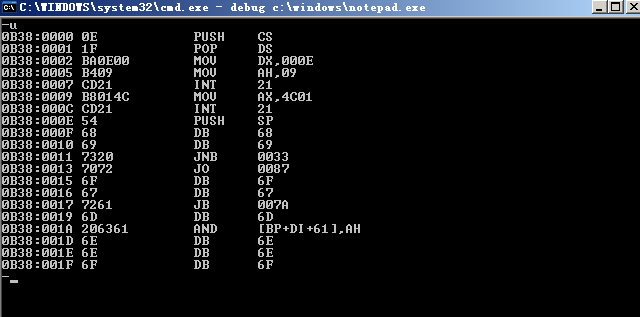 C:\WINDOWS\system32\cmd.exe - debug c:\windows\notepad.exe
-u
0B38:0000 0E PUSH CS
0B38:0001 1F POP DS
0B38:0002 BA0E00 MOV DX,000E
0B38:0005 B409 MOV AH,09
0B38:0007 CD21 INT 21
0B38:0009 B8014C MOV AX,4C01
0B38:000C CD21 INT 21
0B38:000E 54 PUSH SP
0B38:000F 68 DB 68
0B38:0010 69 DB 69
0B38:0011 7320 JNB 0033
0B38:0013 7072 JO 0087
0B38:0015 6F DB 6F
0B38:0016 67 DB 67
0B38:0017 7261 JB 007A
0B38:0019 6D DB 6D
0B38:001A 206361 AND [BP+DI+61],AH
0B38:001D 6E DB 6E
0B38:001E 6E DB 6E
0B38:001F 6F DB 6F
-